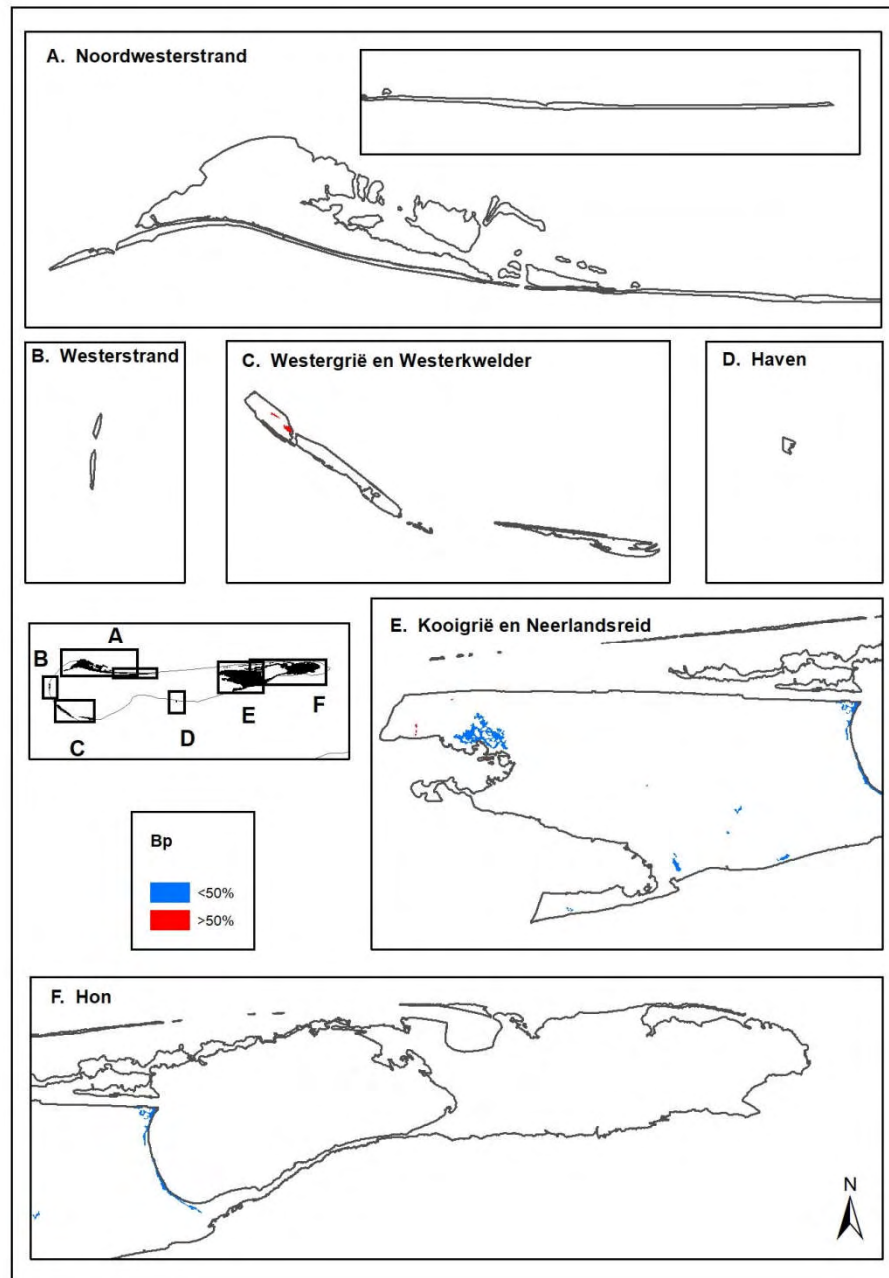 A. Noordwesterstrand
B. Westerstrand
C. Westergrië en Westerkwelder
D. Haven
A
B
C
D
E
F
E. Kooigrië en Neerlandsreid
Bp
<50%
>50%
F. Hon
N